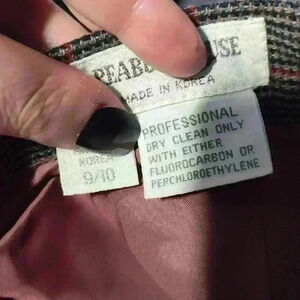 MADE IN KOREA
PROFESSIONAL
DRY CLEAN ONLY
WITH EITHER
FLUOROCARBON OR
PERCHLOROETHYLENE
KOREA
9/10